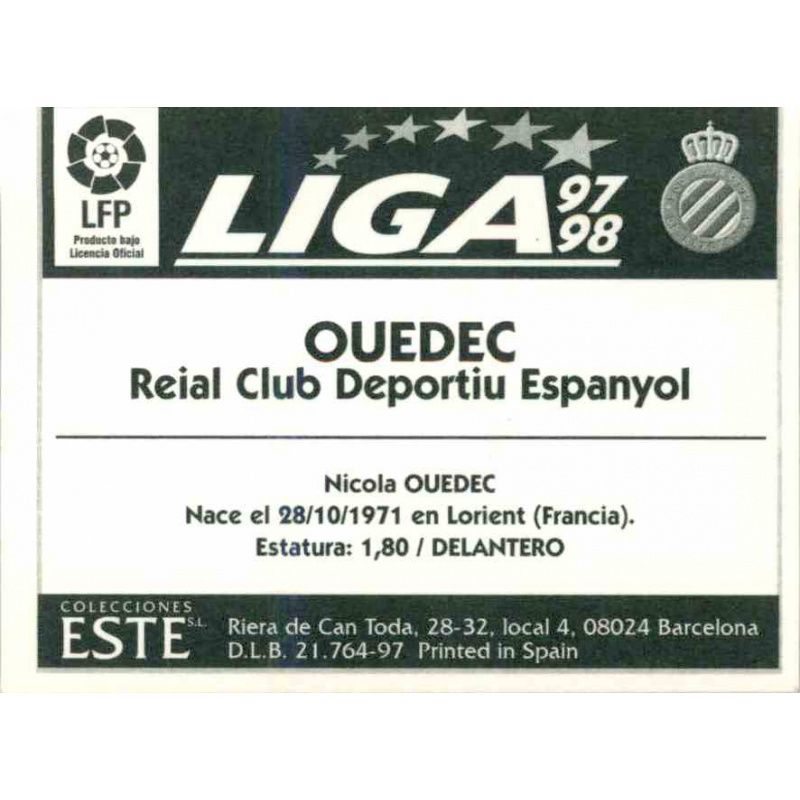 LFP
Producto bajo
Licencia Oficial
LIGA 97 98
OUEDEC
Reial Club Deportiu Espanyol
Nicola OUEDEC
Nace el 28/10/1971 en Lorient (Francia).
Estatura: 1,80 / DELANTERO
COLECCIONES
ESTE S.L.
Riera de Can Toda, 28-32, local 4, 08024 Barcelona
D.L.B. 21.764-97 Printed in Spain